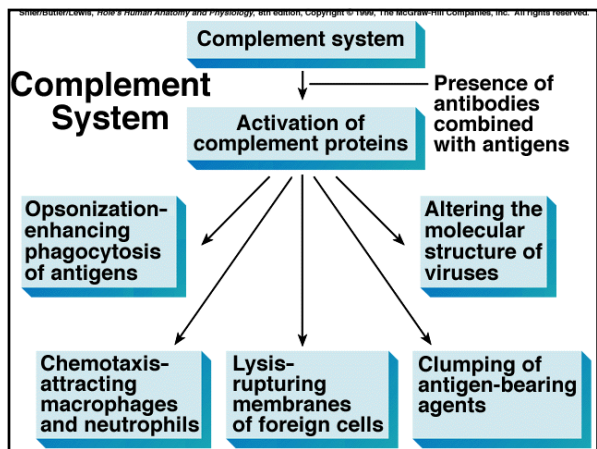 Shier/Butler/Lewis, Hole's Human Anatomy and Physiology, 8th edition, Copyright © 1999, The McGraw-Hill Companies, Inc. All rights reserved.
Complement system
Complement
System
Presence of
antibodies
combined
with antigens
Activation of
complement proteins
Opsonization-
enhancing
phagocytosis
of antigens
Altering the
molecular
structure of
viruses
Chemotaxis-
attracting
macrophages
and neutrophils
Lysis-
rupturing
membranes
of foreign cells
Clumping of
antigen-bearing
agents